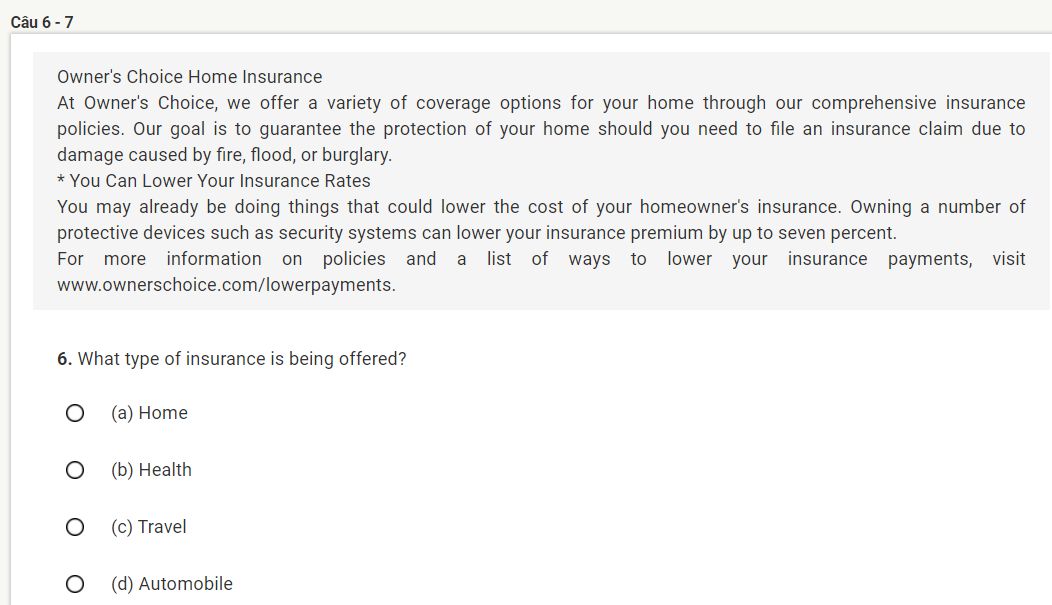 Câu 6 - 7
Owner's Choice Home Insurance
At Owner's Choice, we offer a variety of coverage options for your home through our comprehensive insurance
policies. Our goal is to guarantee the protection of your home should you need to file an insurance claim due to
damage caused by fire, flood, or burglary.
* You Can Lower Your Insurance Rates
You may already be doing things that could lower the cost of your homeowner's insurance. Owning a number of
protective devices such as security systems can lower your insurance premium by up to seven percent.
For more information on policies and a list of ways to lower your insurance payments, visit
www.ownerschoice.com/lowerpayments.
6. What type of insurance is being offered?
(a) Home
(b) Health
(c) Travel
(d) Automobile